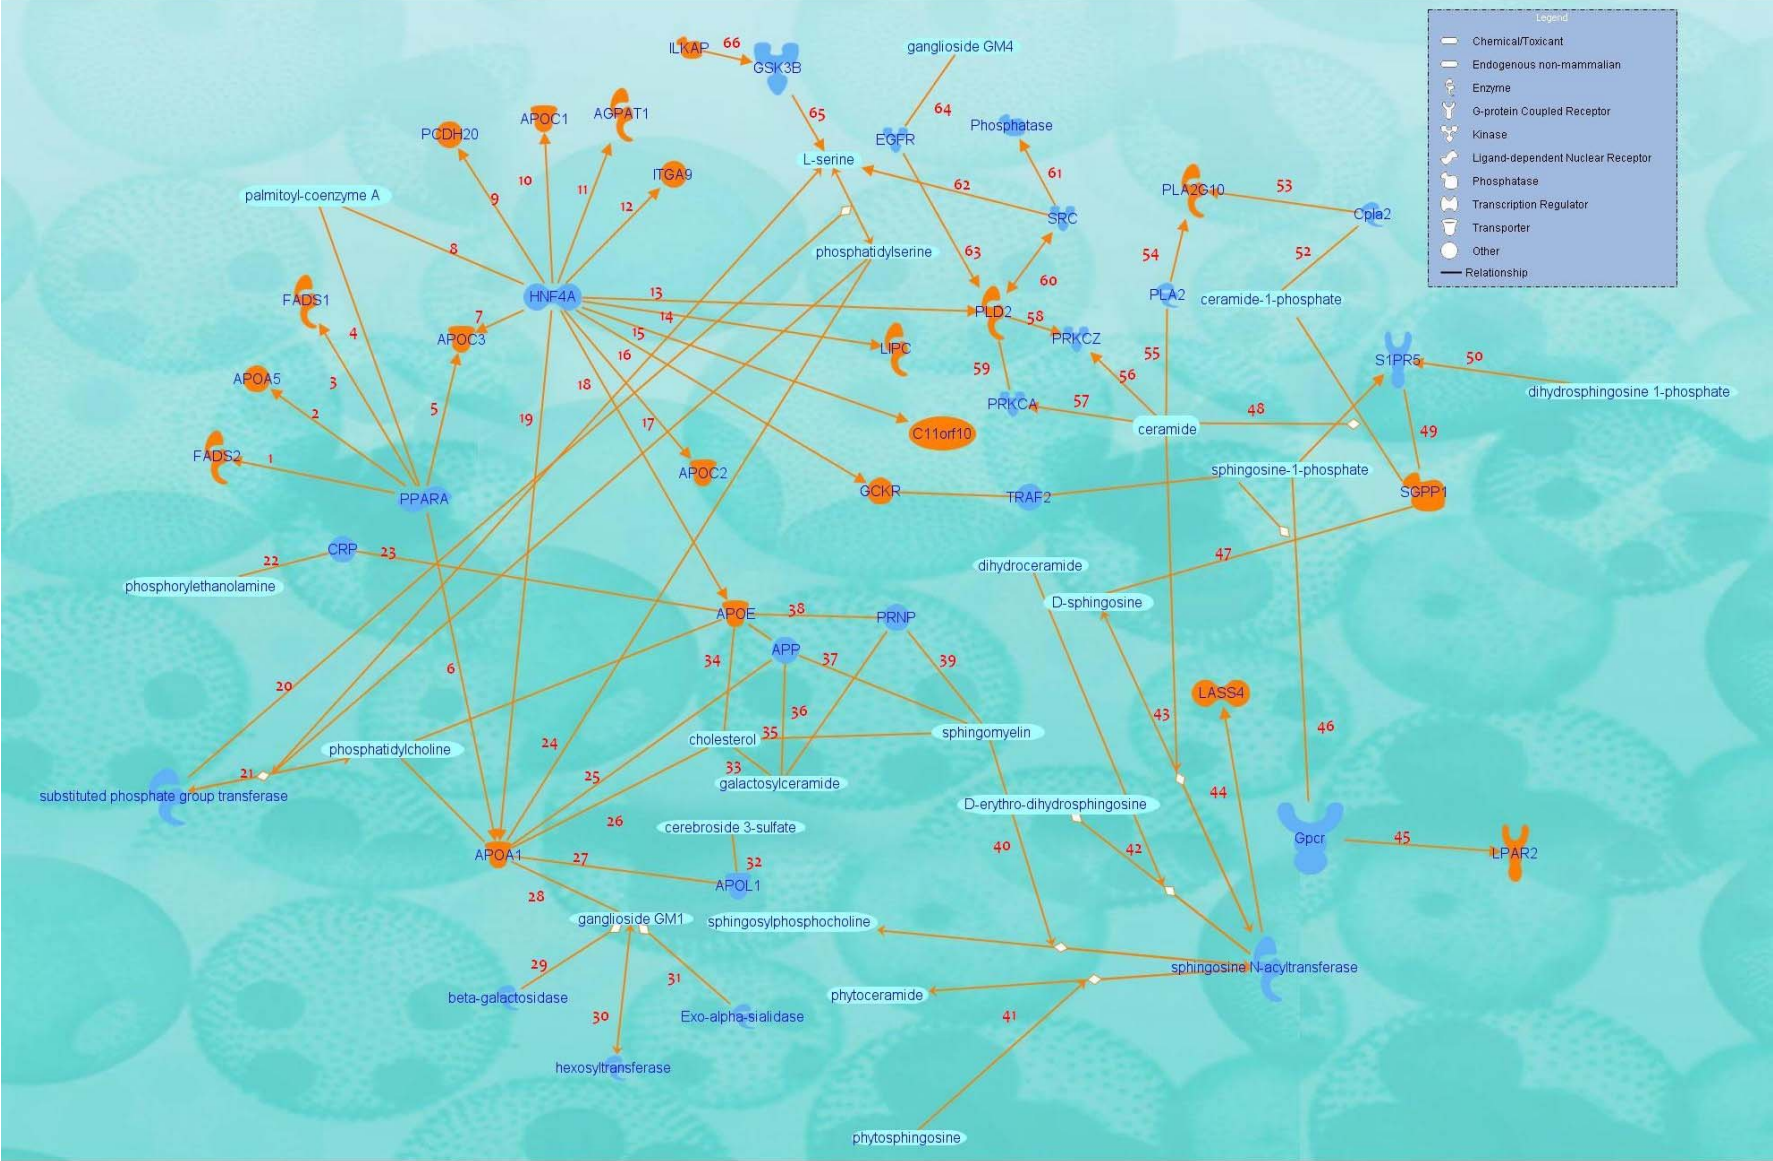 Legend
Chemical/Toxicant
Endogenous non-mammalian
Enzyme
G-protein Coupled Receptor
Kinase
Ligand-dependent Nuclear Receptor
Phosphatase
Transcription Regulator
Transporter
Other
Relationship
ILKAP
66
GSK3B
ganglioside GM4
65
64
PCDH20
APOC1
AGPAT1
EGFR
Phosphatase
L-serine
palmitoyl-coenzyme A
9
10
11
12
ITGA9
62
61
PLA2G10
53
Cpla2
SRC
8
phosphatidylserine
63
60
54
52
FADS1
HNF4A
13
PLA2
ceramide-1-phosphate
4
7
14
PLD2
58
APOC3
15
16
LIPC
PRKCZ
59
55
S1PR5
50
APOA5
3
18
56
dihydrosphingosine 1-phosphate
2
5
19
17
PRKCA
57
48
C11orf10
ceramide
49
FADS2
1
APOC2
sphingosine-1-phosphate
PPARA
GCKR
TRAF2
SGPP1
CRP
23
22
phosphorylethanolamine
dihydroceramide
47
D-sphingosine
APOE
38
PRNP
APP
6
34
37
39
20
LASS4
36
43
24
35
46
phosphatidylcholine
cholesterol
sphingomyelin
21
25
33
galactosylceramide
substituted phosphate group transferase
44
D-erythro-dihydrosphingosine
26
cerebroside 3-sulfate
Gpcr
45
LPAR2
APOA1
27
32
40
42
APOL1
28
ganglioside GM1
sphingosylphosphocholine
29
31
sphingosine N-acyltransferase
beta-galactosidase
phytoceramide
30
Exo-alpha-sialidase
41
hexosyltransferase
phytosphingosine